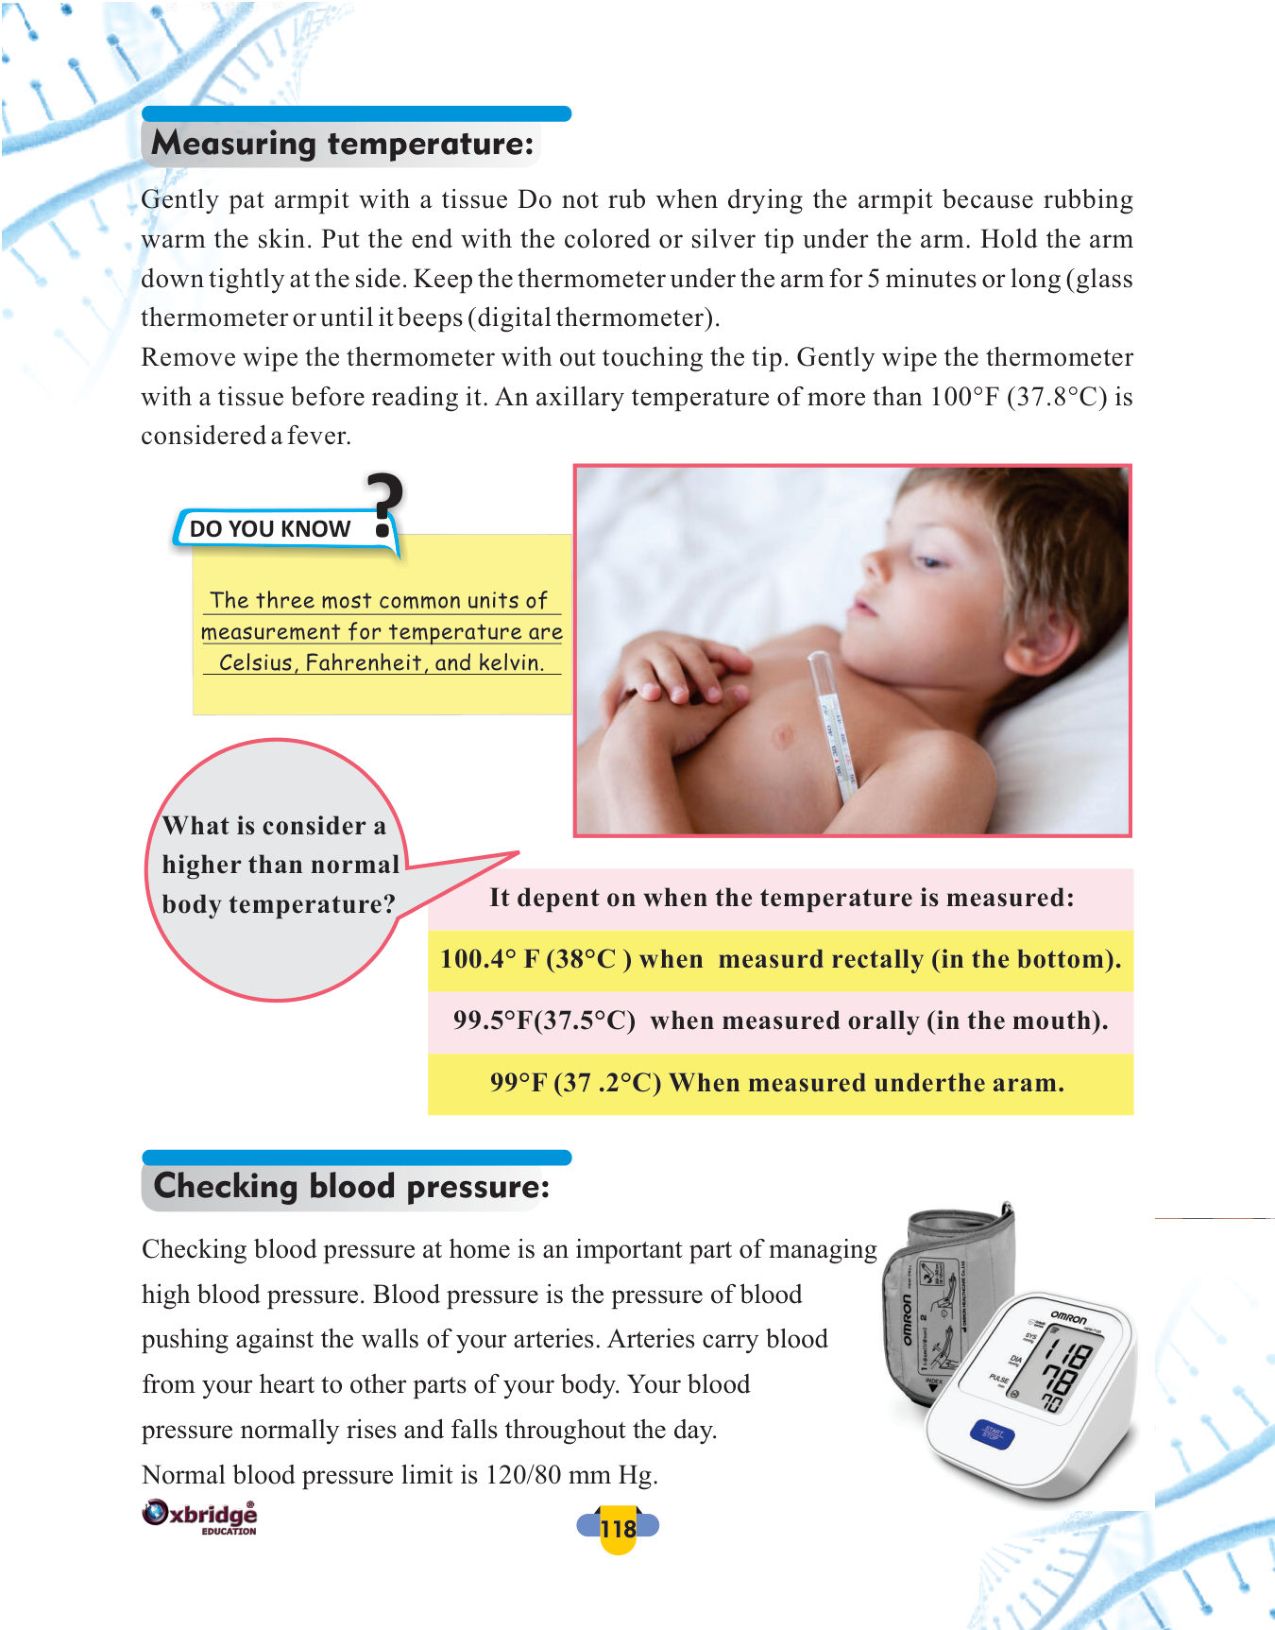 Measuring temperature:
Gently pat armpit with a tissue Do not rub when drying the armpit because rubbing
warm the skin. Put the end with the colored or silver tip under the arm. Hold the arm
down tightly at the side. Keep the thermometer under the arm for 5 minutes or long (glass
thermometer or until it beeps (digital thermometer).
Remove wipe the thermometer with out touching the tip. Gently wipe the thermometer
with a tissue before reading it. An axillary temperature of more than 100°F (37.8°C) is
considered a fever.
DO YOU KNOW ?
The three most common units of
measurement for temperature are
Celsius, Fahrenheit, and kelvin.
What is consider a
higher than normal
body temperature?
It depent on when the temperature is measured:
100.4° F (38°C ) when measurd rectally (in the bottom).
99.5°F(37.5°C) when measured orally (in the mouth).
99°F (37 .2°C) When measured underthe aram.
Checking blood pressure:
Checking blood pressure at home is an important part of managing
high blood pressure. Blood pressure is the pressure of blood
pushing against the walls of your arteries. Arteries carry blood
from your heart to other parts of your body. Your blood
pressure normally rises and falls throughout the day.
Normal blood pressure limit is 120/80 mm Hg.
OMRON
INDEX
OMRON
SYS
118
DIA
78
PULSE
70
START
STOP
Oxbridge®
EDUCATION
118